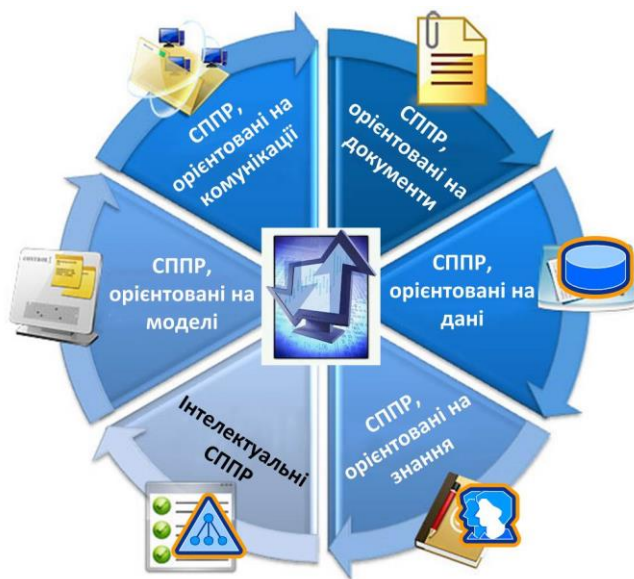 СППР,
орієнтовані на
комунікації
СППР,
орієнтовані на
документи
СППР,
орієнтовані на
дані
СППР,
орієнтовані на
знання
Інтелектуальні
СППР
СППР,
орієнтовані на
моделі